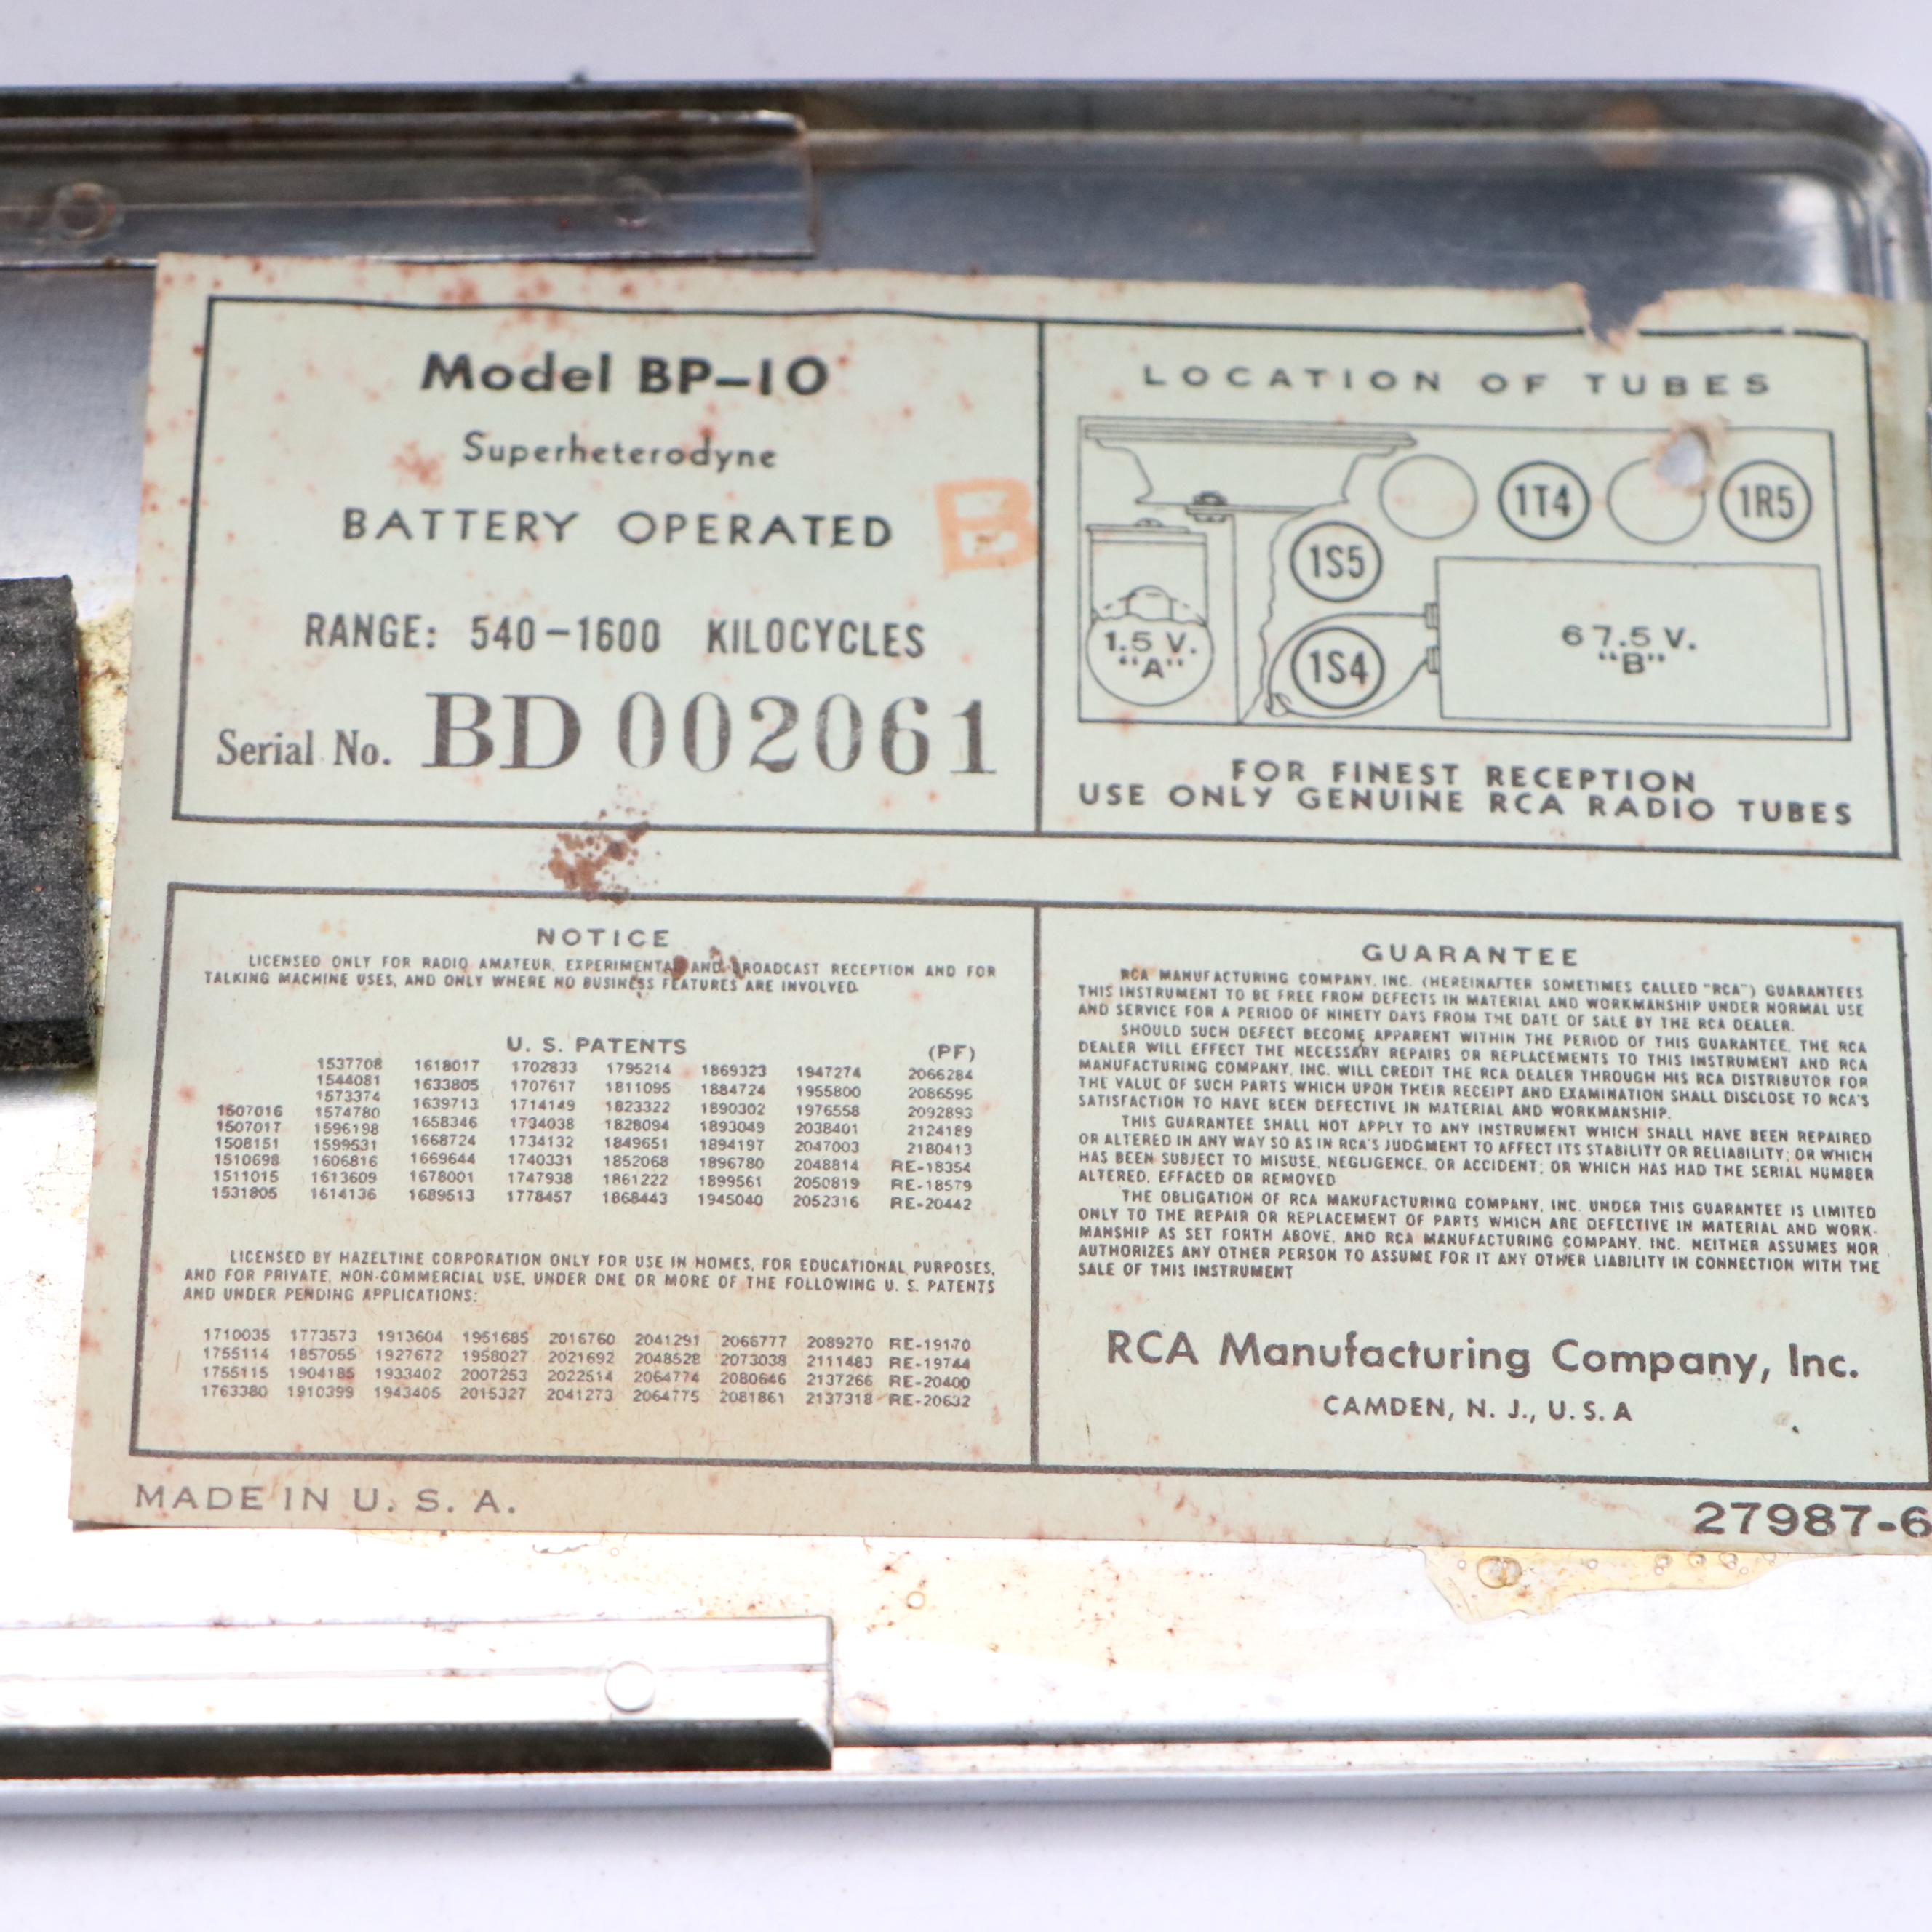 Model BP-10
Superheterodyne
BATTERY OPERATED
B
RANGE: 540-1600 KILOCYCLES
Serial No. BD 002061
LOCATION OF TUBES
1T4
1R5
1S5
1S4
1.5 V.
"A"
67.5 V.
"B"
FOR FINEST RECEPTION
USE ONLY GENUINE RCA RADIO TUBES
NOTICE
LICENSED ONLY FOR RADIO AMATEUR, EXPERIMENTAL AND BROADCAST RECEPTION AND FOR
TALKING MACHINE USES, AND ONLY WHERE NO BUSINESS FEATURES ARE INVOLVED.
U. S. PATENTS
(PF)
1537708 1618017 1702833 1795214 1869323 1947274 2066284
1544081 1633805 1707617 1811095 1884724 1955800 2086595
1573374 1639713 1714149 1823322 1890302 1976558 2092893
1507016 1574780 1658346 1734038 1828094 1893049 2038401 2124189
1507017 1596198 1668724 1734132 1849651 1894197 2047003 2180413
1508151 1599531 1669644 1740331 1852068 1896780 2048814 RE-18354
1510698 1606816 1678001 1747938 1861222 1899561 2050819 RE-18579
1511015 1613609 1689513 1778457 1868443 1945040 2052316 RE-20442
1531805 1614136
LICENSED BY HAZELTINE CORPORATION ONLY FOR USE IN HOMES, FOR EDUCATIONAL PURPOSES,
AND FOR PRIVATE, NON-COMMERCIAL USE, UNDER ONE OR MORE OF THE FOLLOWING U. S. PATENTS
AND UNDER PENDING APPLICATIONS:
1710035 1773573 1913604 1951685 2016760 2041291 2066777 2089270 RE-19170
1755114 1857055 1927672 1958027 2021692 2048528 2073038 2111483 RE-19744
1755115 1904185 1933402 2007253 2022514 2064774 2080646 2137266 RE-20400
1763380 1910399 1943405 2015327 2041273 2064775 2081861 2137318 RE-20632
GUARANTEE
RCA MANUFACTURING COMPANY, INC. (HEREINAFTER SOMETIMES CALLED "RCA") GUARANTEES
THIS INSTRUMENT TO BE FREE FROM DEFECTS IN MATERIAL AND WORKMANSHIP UNDER NORMAL USE
AND SERVICE FOR A PERIOD OF NINETY DAYS FROM THE DATE OF SALE BY THE RCA DEALER.
SHOULD SUCH DEFECT BECOME APPARENT WITHIN THE PERIOD OF THIS GUARANTEE, THE RCA
DEALER WILL EFFECT THE NECESSARY REPAIRS OR REPLACEMENTS TO THIS INSTRUMENT AND RCA
MANUFACTURING COMPANY, INC. WILL CREDIT THE RCA DEALER THROUGH HIS RCA DISTRIBUTOR FOR
THE VALUE OF SUCH PARTS WHICH UPON THEIR RECEIPT AND EXAMINATION SHALL DISCLOSE TO RCA'S
SATISFACTION TO HAVE BEEN DEFECTIVE IN MATERIAL AND WORKMANSHIP.
THIS GUARANTEE SHALL NOT APPLY TO ANY INSTRUMENT WHICH SHALL HAVE BEEN REPAIRED
OR ALTERED IN ANY WAY SO AS IN RCA'S JUDGMENT TO AFFECT ITS STABILITY OR RELIABILITY; OR WHICH
HAS BEEN SUBJECT TO MISUSE, NEGLIGENCE, OR ACCIDENT; OR WHICH HAS HAD THE SERIAL NUMBER
ALTERED, EFFACED OR REMOVED
THE OBLIGATION OF RCA MANUFACTURING COMPANY, INC. UNDER THIS GUARANTEE IS LIMITED
ONLY TO THE REPAIR OR REPLACEMENT OF PARTS WHICH ARE DEFECTIVE IN MATERIAL AND WORK-
MANSHIP AS SET FORTH ABOVE, AND RCA MANUFACTURING COMPANY, INC. NEITHER ASSUMES NOR
AUTHORIZES ANY OTHER PERSON TO ASSUME FOR IT ANY OTHER LIABILITY IN CONNECTION WITH THE
SALE OF THIS INSTRUMENT
RCA Manufacturing Company, Inc.
CAMDEN, N. J., U. S. A
MADE IN U. S. A.
27987-6